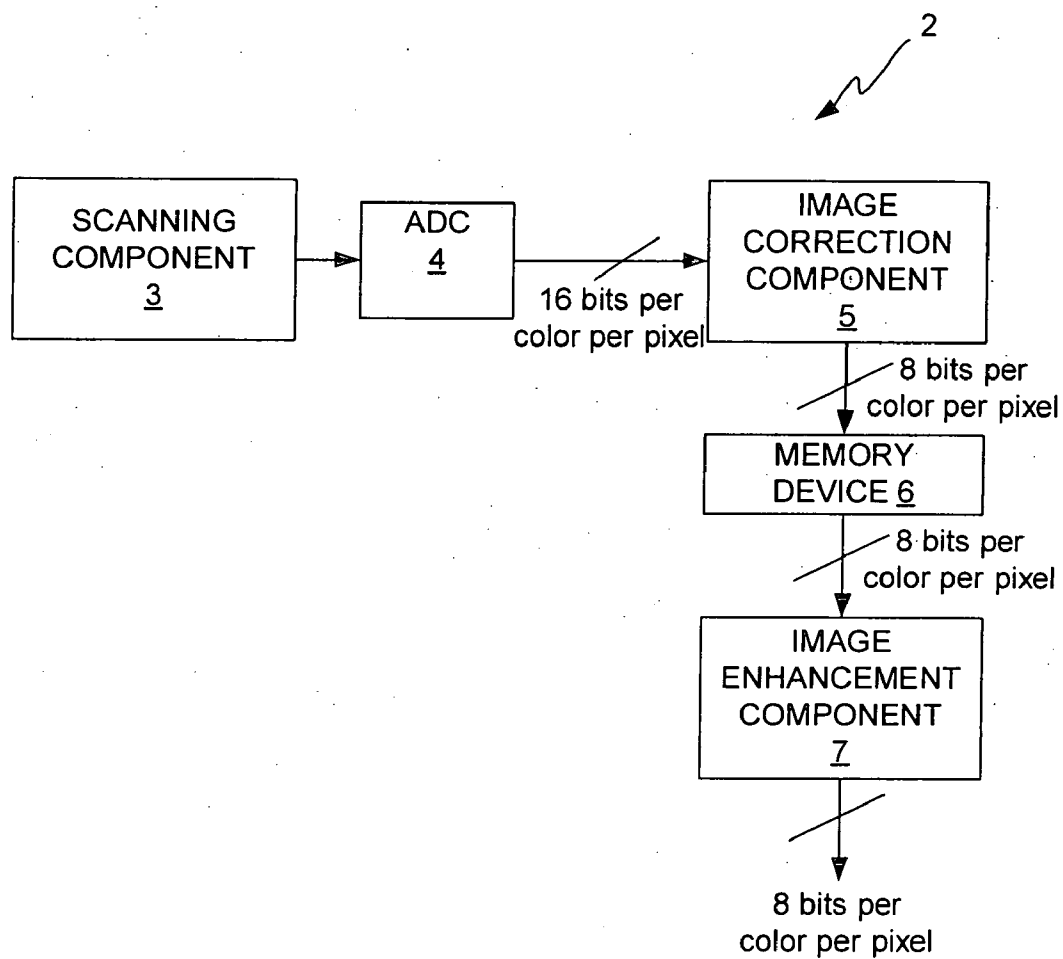 2
SCANNING
COMPONENT
3
ADC
4
16 bits per
color per pixel
IMAGE
CORRECTION
COMPONENT
5
8 bits per
color per pixel
MEMORY
DEVICE 6
8 bits per
color per pixel
IMAGE
ENHANCEMENT
COMPONENT
7
8 bits per
color per pixel